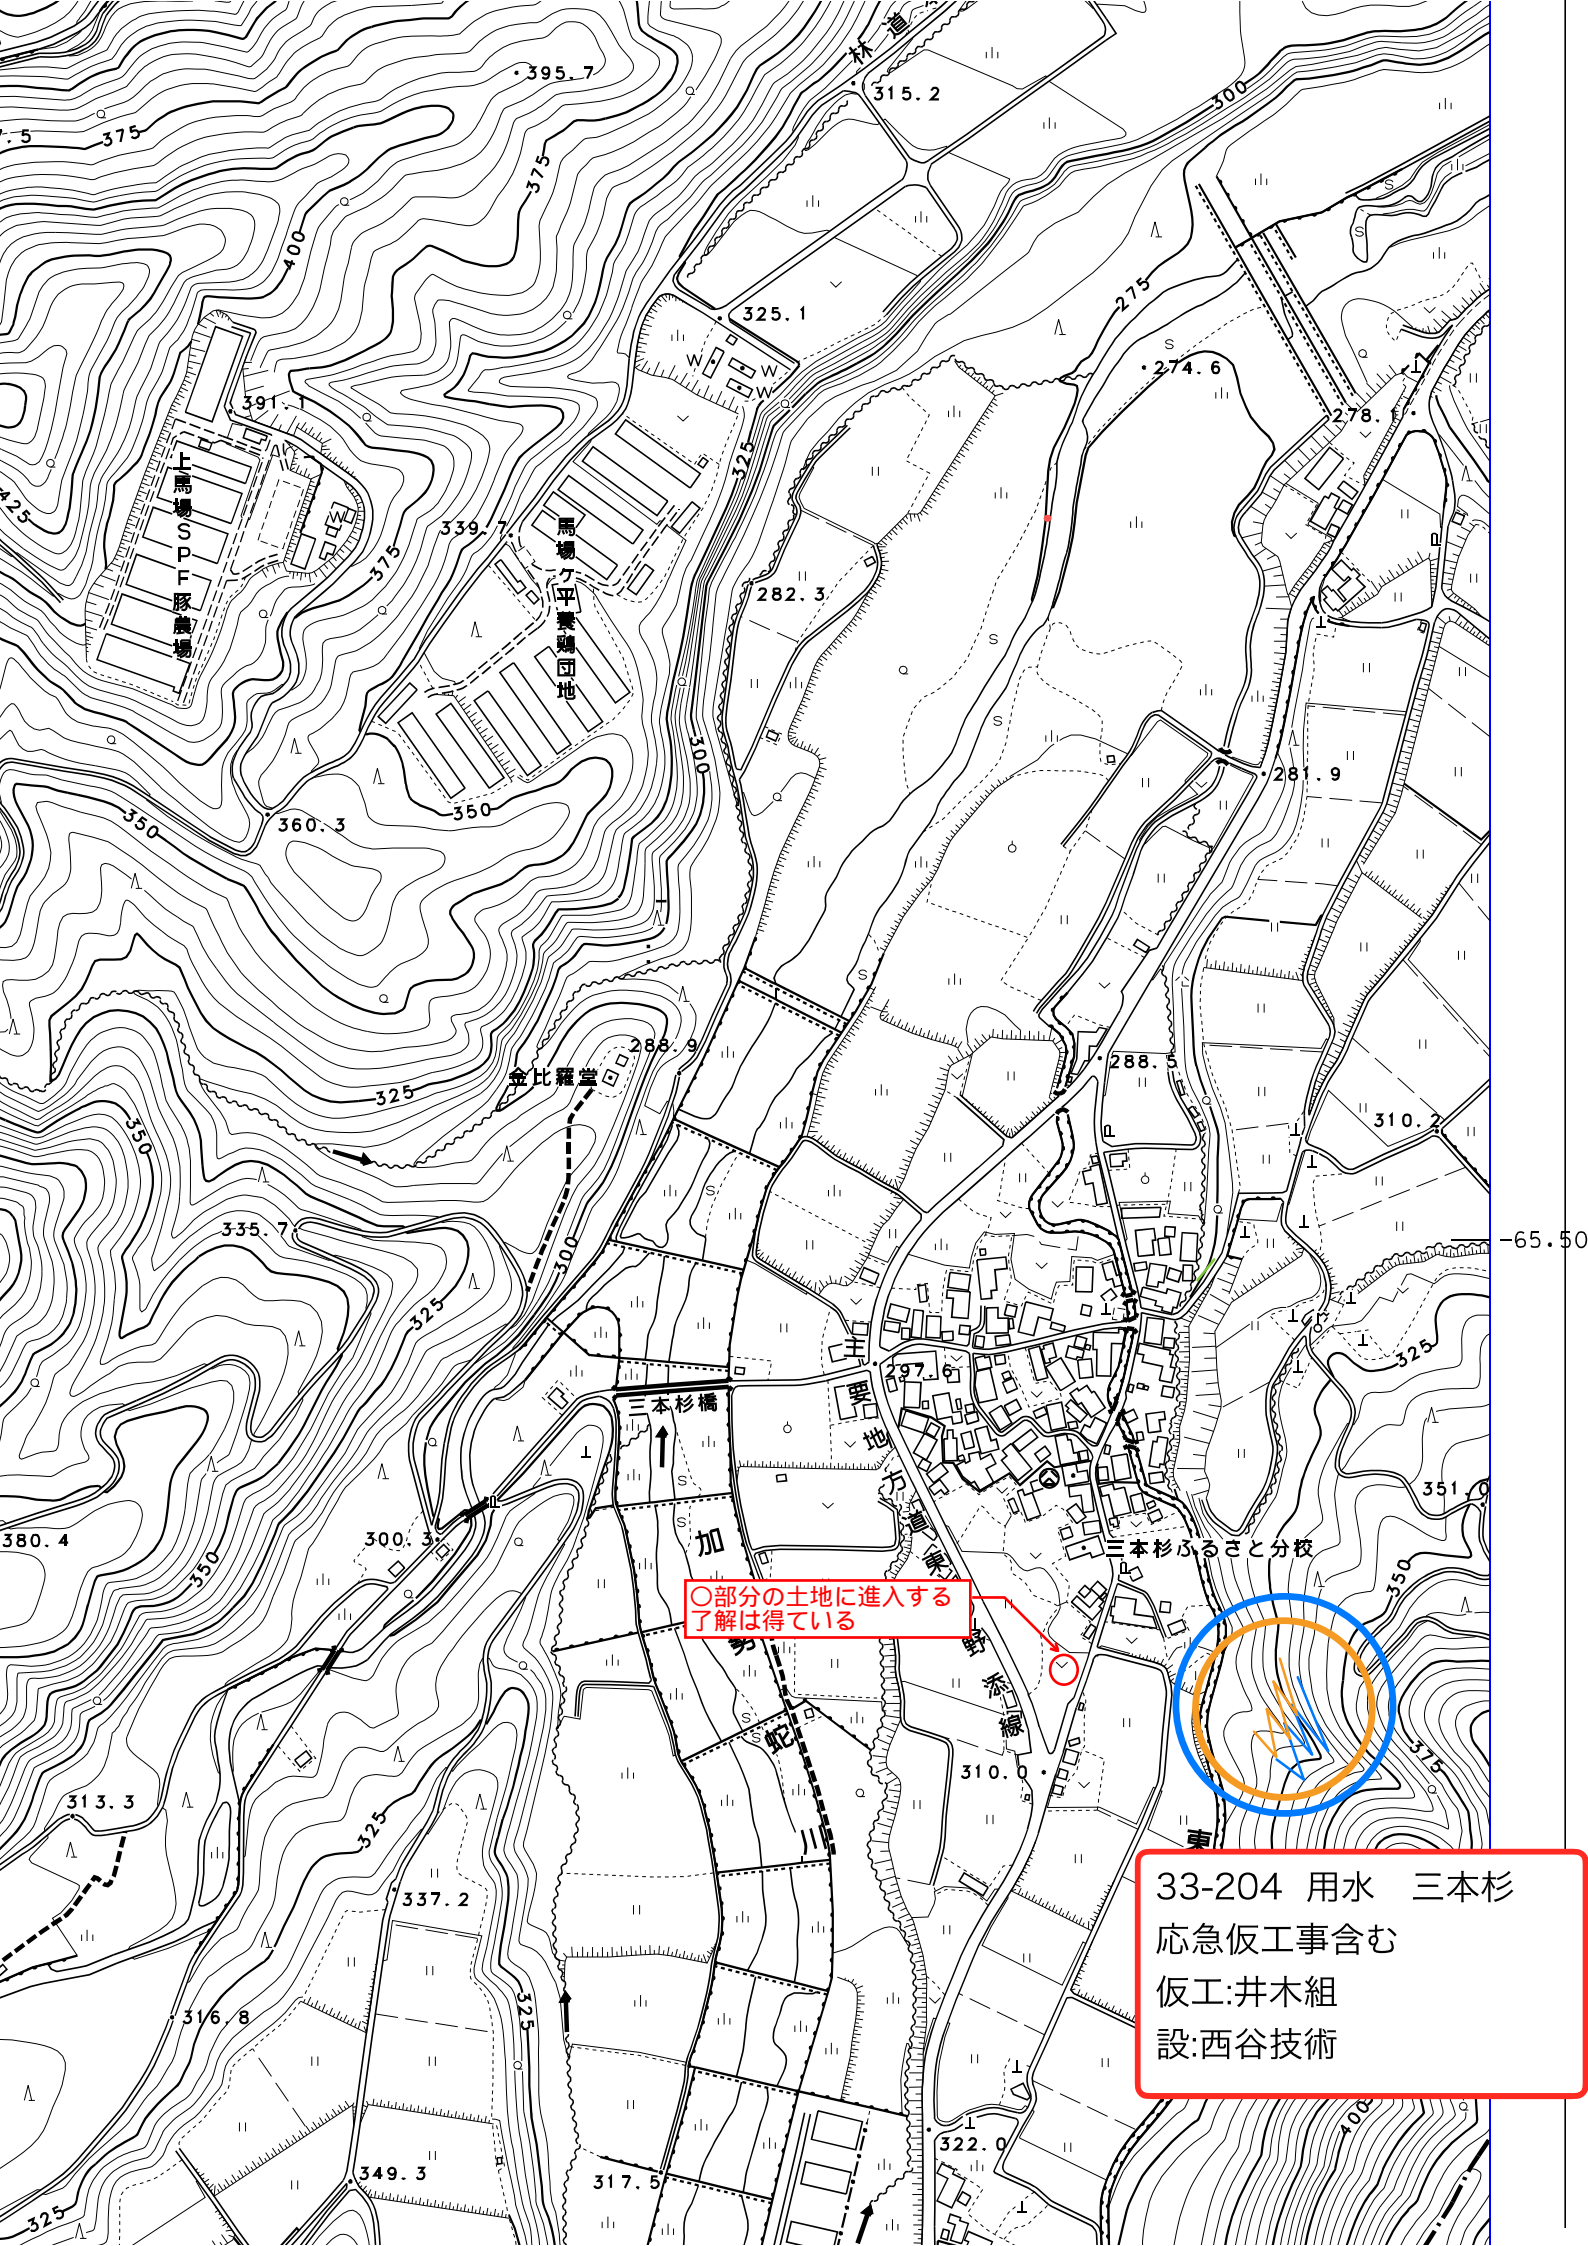 林道
395.7
315.2
300
7.5
375
375
400
275
325.1
274.6
391.1
278.1
325
425
上馬場SPF豚農場
339.7
馬場ヶ平養鶏団地
375
282.3
300
281.9
350
360.3
350
288.9
金比羅堂
288.5
325
350
310.2
335.7
300
-65.50
325
325
主要地方道東
297.6
三本杉橋
351.0
加
380.4
300.3
三本杉ふるさと分校
350
350
〇部分の土地に進入する
了解は得ている
勢
野添線
蛇
375
310.0
313.3
川
325
東
337.2
33-204 用水 三本杉
応急仮工事含む
仮工:井木組
設:西谷技術
316.8
325
400
322.0
349.3
317.5
325